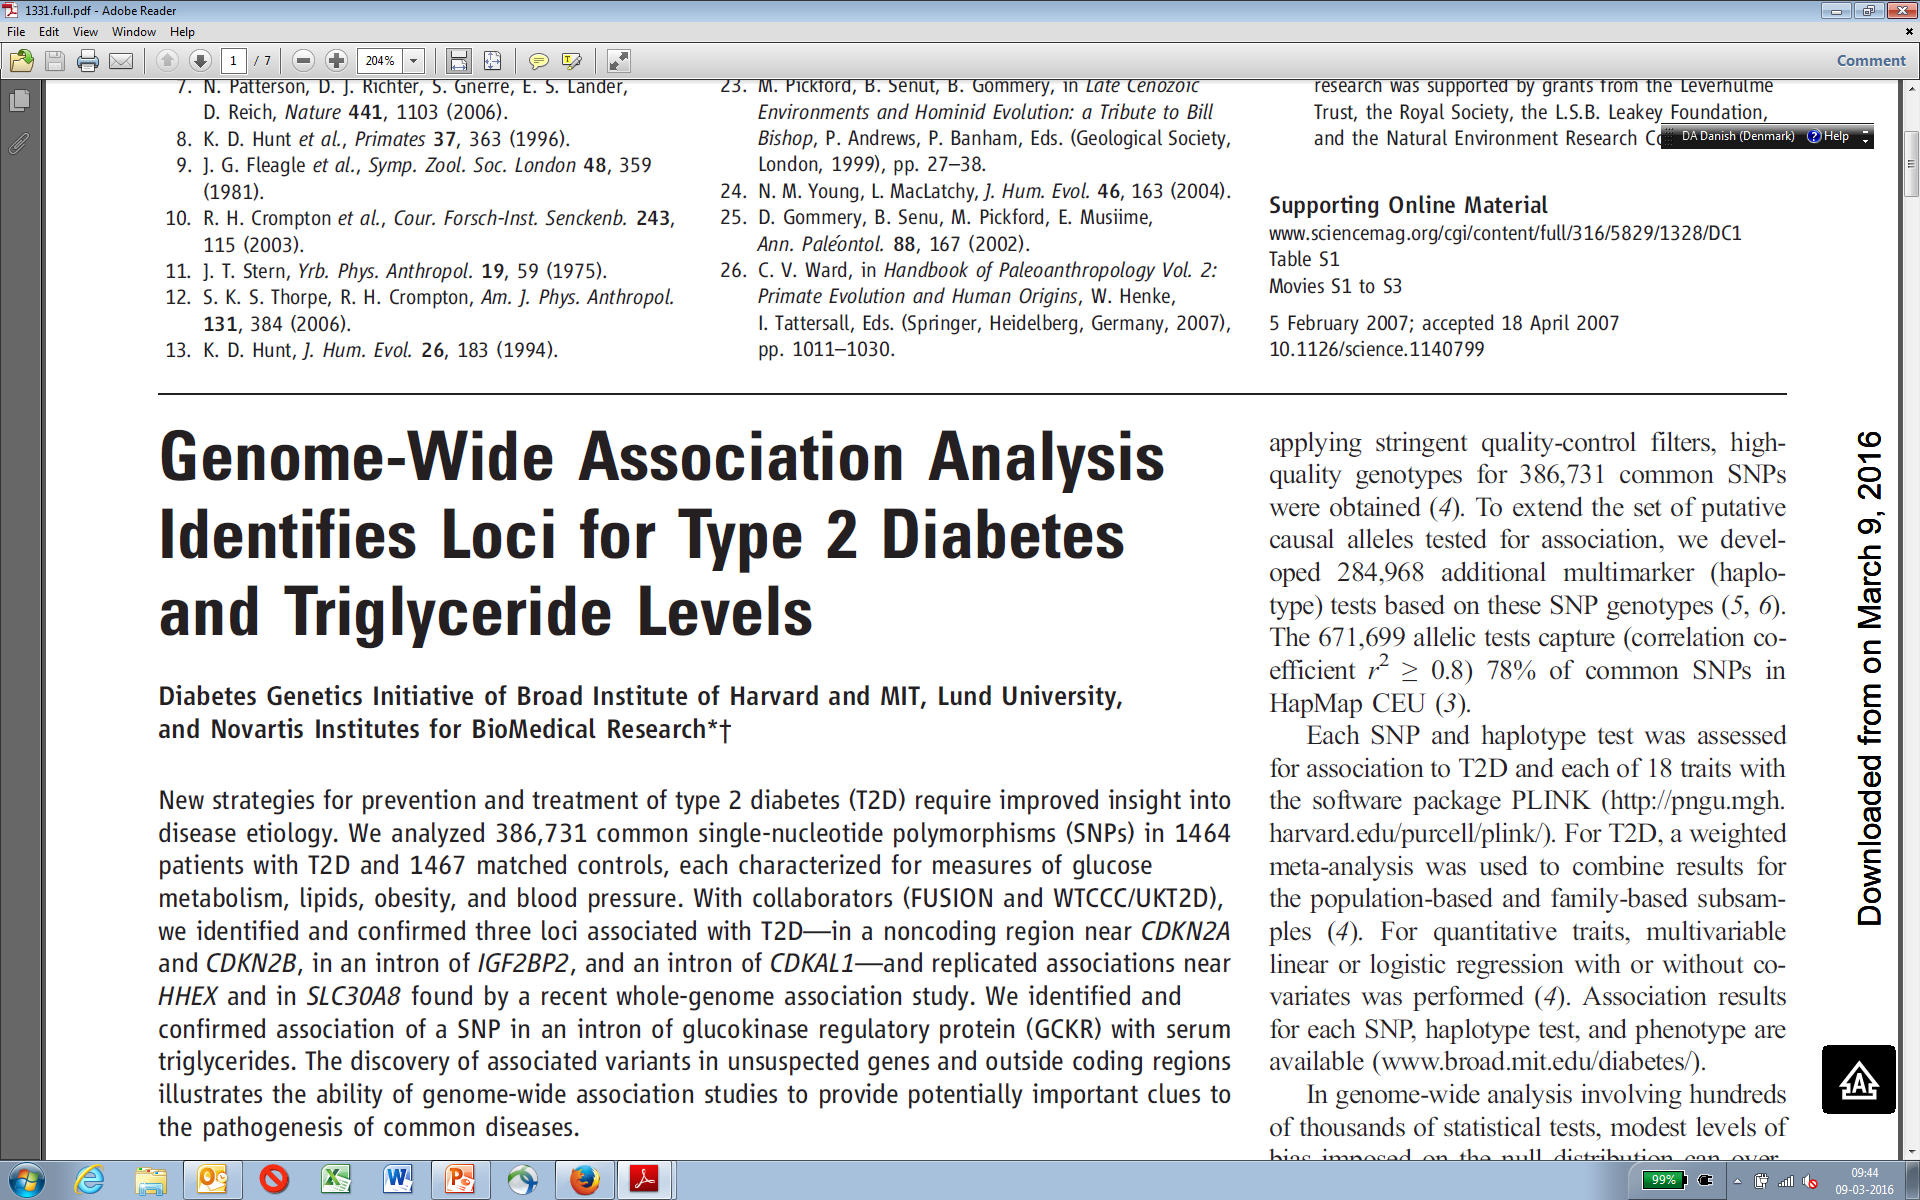 1331.full.pdf - Adobe Reader
File Edit View Window Help
1 / 7 204% Comment
7. N. Patterson, D. J. Richter, S. Gnerre, E. S. Lander,
D. Reich, Nature 441, 1103 (2006).
8. K. D. Hunt et al., Primates 37, 363 (1996).
9. J. G. Fleagle et al., Symp. Zool. Soc. London 48, 359
(1981).
10. R. H. Crompton et al., Cour. Forsch-Inst. Senckenb. 243,
115 (2003).
11. J. T. Stern, Yrb. Phys. Anthropol. 19, 59 (1975).
12. S. K. S. Thorpe, R. H. Crompton, Am. J. Phys. Anthropol.
131, 384 (2006).
13. K. D. Hunt, J. Hum. Evol. 26, 183 (1994).
23. M. Pickford, B. Senut, B. Gommery, in Late Cenozoic
Environments and Hominid Evolution: a Tribute to Bill
Bishop, P. Andrews, P. Banham, Eds. (Geological Society,
London, 1999), pp. 27–38.
24. N. M. Young, L. MacLatchy, J. Hum. Evol. 46, 163 (2004).
25. D. Gommery, B. Senu, M. Pickford, E. Musiime,
Ann. Paléontol. 88, 167 (2002).
26. C. V. Ward, in Handbook of Paleoanthropology Vol. 2:
Primate Evolution and Human Origins, W. Henke,
I. Tattersall, Eds. (Springer, Heidelberg, Germany, 2007),
pp. 1011–1030.
research was supported by grants from the Leverhulme
Trust, the Royal Society, the L.S.B. Leakey Foundation,
and the Natural Environment Research
DA Danish (Denmark) Help
Supporting Online Material
www.sciencemag.org/cgi/content/full/316/5829/1328/DC1
Table S1
Movies S1 to S3
5 February 2007; accepted 18 April 2007
10.1126/science.1140799
Genome-Wide Association Analysis
Identifies Loci for Type 2 Diabetes
and Triglyceride Levels
Diabetes Genetics Initiative of Broad Institute of Harvard and MIT, Lund University,
and Novartis Institutes for BioMedical Research*†
New strategies for prevention and treatment of type 2 diabetes (T2D) require improved insight into
disease etiology. We analyzed 386,731 common single-nucleotide polymorphisms (SNPs) in 1464
patients with T2D and 1467 matched controls, each characterized for measures of glucose
metabolism, lipids, obesity, and blood pressure. With collaborators (FUSION and WTCCC/UKT2D),
we identified and confirmed three loci associated with T2D—in a noncoding region near CDKN2A
and CDKN2B, in an intron of IGF2BP2, and an intron of CDKAL1—and replicated associations near
HHEX and in SLC30A8 found by a recent whole-genome association study. We identified and
confirmed association of a SNP in an intron of glucokinase regulatory protein (GCKR) with serum
triglycerides. The discovery of associated variants in unsuspected genes and outside coding regions
illustrates the ability of genome-wide association studies to provide potentially important clues to
the pathogenesis of common diseases.
applying stringent quality-control filters, high-
quality genotypes for 386,731 common SNPs
were obtained (4). To extend the set of putative
causal alleles tested for association, we devel-
oped 284,968 additional multimarker (haplo-
type) tests based on these SNP genotypes (5, 6).
The 671,699 allelic tests capture (correlation co-
efficient r² ≥ 0.8) 78% of common SNPs in
HapMap CEU (3).
Each SNP and haplotype test was assessed
for association to T2D and each of 18 traits with
the software package PLINK (http://pngu.mgh.
harvard.edu/purcell/plink/). For T2D, a weighted
meta-analysis was used to combine results for
the population-based and family-based subsam-
ples (4). For quantitative traits, multivariable
linear or logistic regression with or without co-
variates was performed (4). Association results
for each SNP, haplotype test, and phenotype are
available (www.broad.mit.edu/diabetes/).
In genome-wide analysis involving hundreds
of thousands of statistical tests, modest levels of
bias imposed on the null distribution can over-
Downloaded from on March 9, 2016
99%
09:44
09-03-2016